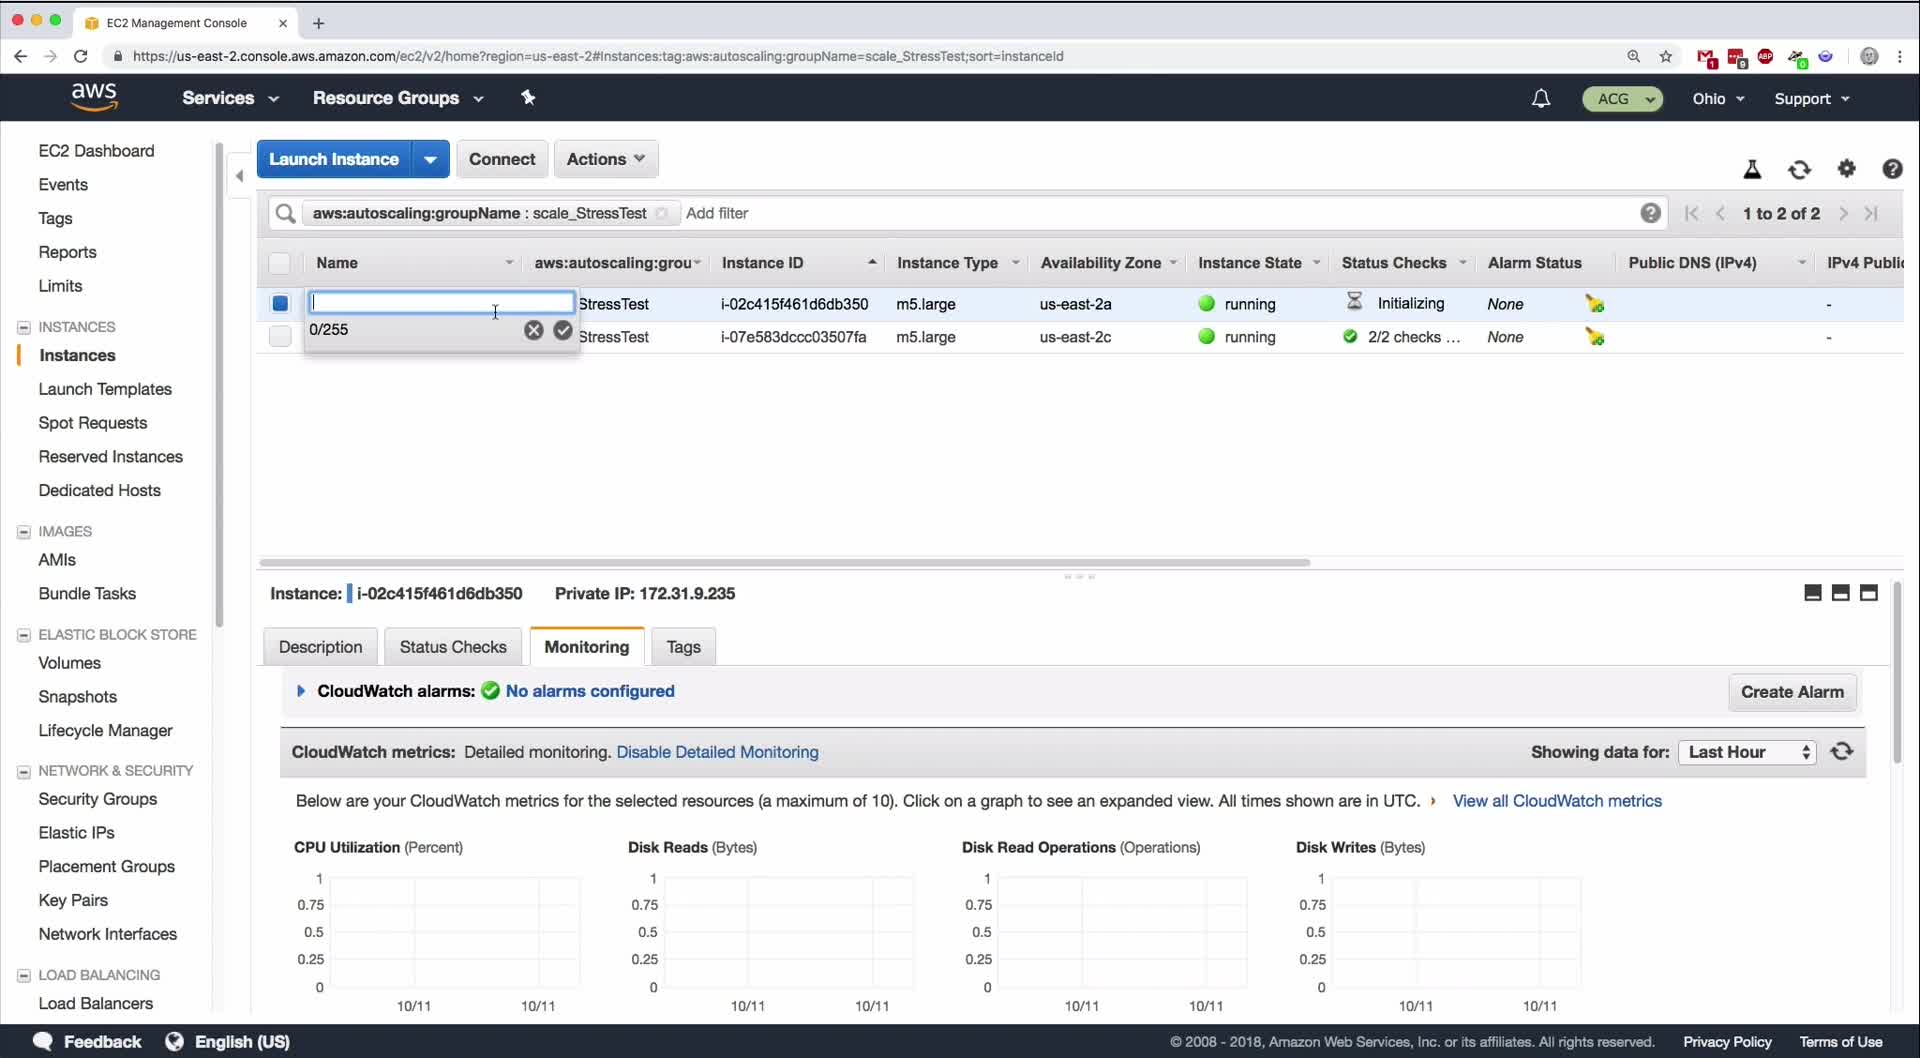 EC2 Management Console
https://us-east-2.console.aws.amazon.com/ec2/v2/home?region=us-east-2#Instances:tag:aws:autoscaling:groupName=scale_StressTest;sort=instanceId
1
9
ABP
0
aws
Services
Resource Groups
ACG
Ohio
Support
EC2 Dashboard
Events
Tags
Reports
Limits
INSTANCES
Instances
Launch Templates
Spot Requests
Reserved Instances
Dedicated Hosts
IMAGES
AMIs
Bundle Tasks
ELASTIC BLOCK STORE
Volumes
Snapshots
Lifecycle Manager
NETWORK & SECURITY
Security Groups
Elastic IPs
Placement Groups
Key Pairs
Network Interfaces
LOAD BALANCING
Load Balancers
Launch Instance
Connect
Actions
aws:autoscaling:groupName : scale_StressTest
Add filter
1 to 2 of 2
Name aws:autoscaling:grou Instance ID Instance Type Availability Zone Instance State Status Checks Alarm Status Public DNS (IPv4) IPv4 Public
StressTest i-02c415f461d6db350 m5.large us-east-2a running Initializing None -
0/255
StressTest i-07e583dccc03507fa m5.large us-east-2c running 2/2 checks … None -
Instance: i-02c415f461d6db350 Private IP: 172.31.9.235
Description
Status Checks
Monitoring
Tags
CloudWatch alarms: No alarms configured
Create Alarm
CloudWatch metrics: Detailed monitoring. Disable Detailed Monitoring
Showing data for: Last Hour
Below are your CloudWatch metrics for the selected resources (a maximum of 10). Click on a graph to see an expanded view. All times shown are in UTC. › View all CloudWatch metrics
CPU Utilization (Percent)
1
0.75
0.5
0.25
0
10/11 10/11
Disk Reads (Bytes)
1
0.75
0.5
0.25
0
10/11 10/11
Disk Read Operations (Operations)
1
0.75
0.5
0.25
0
10/11 10/11
Disk Writes (Bytes)
1
0.75
0.5
0.25
0
10/11 10/11
Feedback
English (US)
© 2008 - 2018, Amazon Web Services, Inc. or its affiliates. All rights reserved.
Privacy Policy
Terms of Use